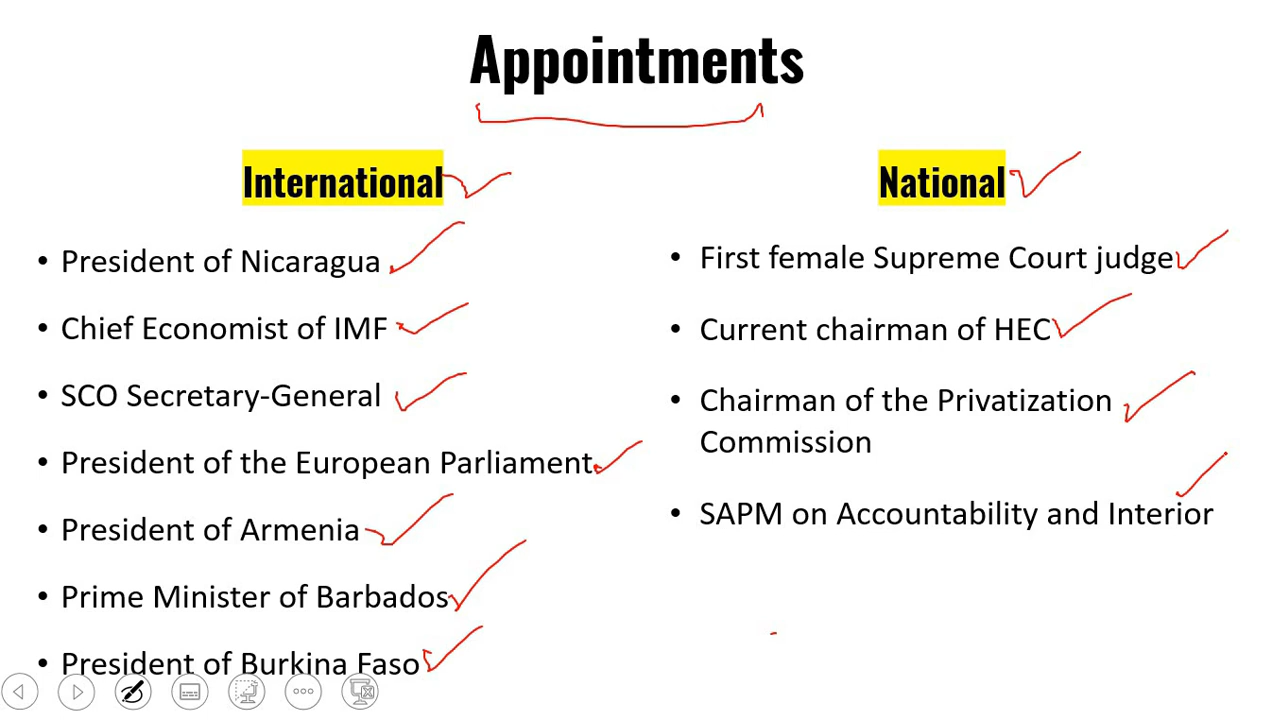 Appointments
International
• President of Nicaragua
• Chief Economist of IMF
• SCO Secretary-General
• President of the European Parliament
• President of Armenia
• Prime Minister of Barbados
• President of Burkina Faso
National
• First female Supreme Court judge
• Current chairman of HEC
• Chairman of the Privatization
Commission
• SAPM on Accountability and Interior